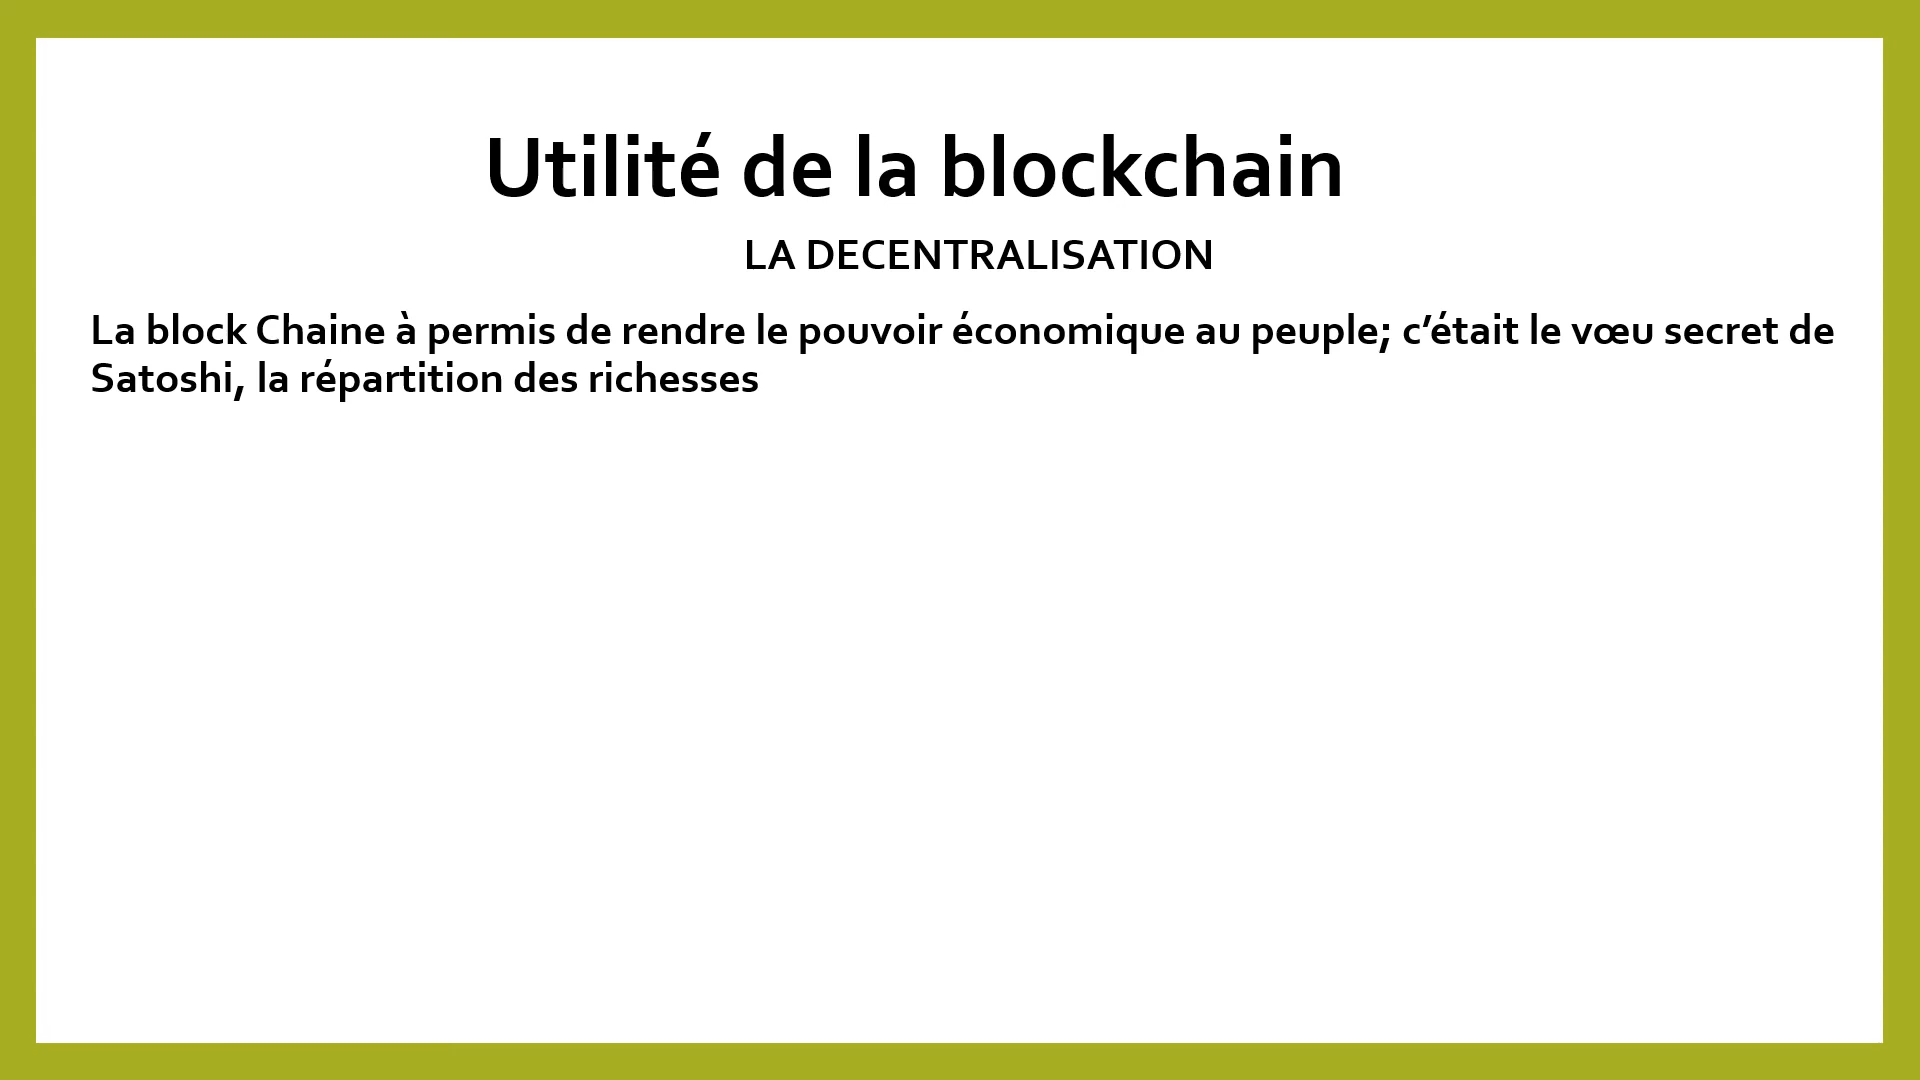 Utilité de la blockchain
LA DECENTRALISATION
La block Chaine à permis de rendre le pouvoir économique au peuple; c’était le vœu secret de
Satoshi, la répartition des richesses